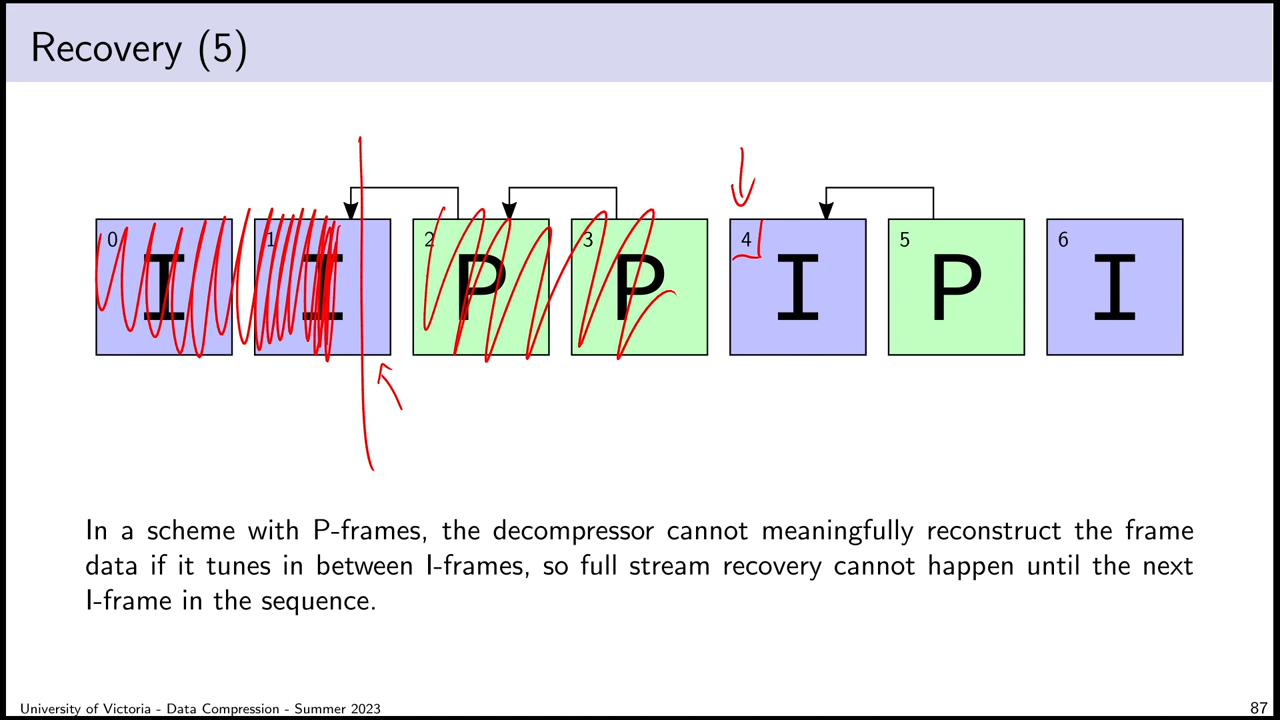 Recovery (5)
0 1 2 3 4 5 6
I I P P I P I
In a scheme with P-frames, the decompressor cannot meaningfully reconstruct the frame
data if it tunes in between I-frames, so full stream recovery cannot happen until the next
I-frame in the sequence.
University of Victoria - Data Compression - Summer 2023 87